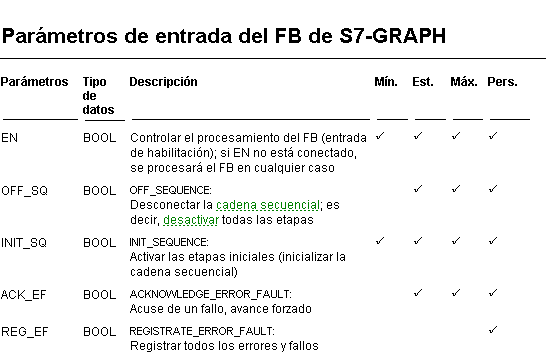 Parámetros de entrada del FB de S7-GRAPH
Parámetros Tipo de datos Descripción Mín. Est. Máx. Pers.
EN BOOL Controlar el procesamiento del FB (entrada ✓ ✓ ✓ ✓
de habilitación); si EN no está conectado,
se procesará el FB en cualquier caso
OFF_SQ BOOL OFF_SEQUENCE: ✓ ✓ ✓
Desconectar la cadena secuencial; es
decir, desactivar todas las etapas
INIT_SQ BOOL INIT_SEQUENCE: ✓ ✓ ✓ ✓
Activar las etapas iniciales (inicializar la
cadena secuencial)
ACK_EF BOOL ACKNOWLEDGE_ERROR_FAULT: ✓ ✓ ✓
Acuse de un fallo, avance forzado
REG_EF BOOL REGISTRATE_ERROR_FAULT: ✓
Registrar todos los errores y fallos